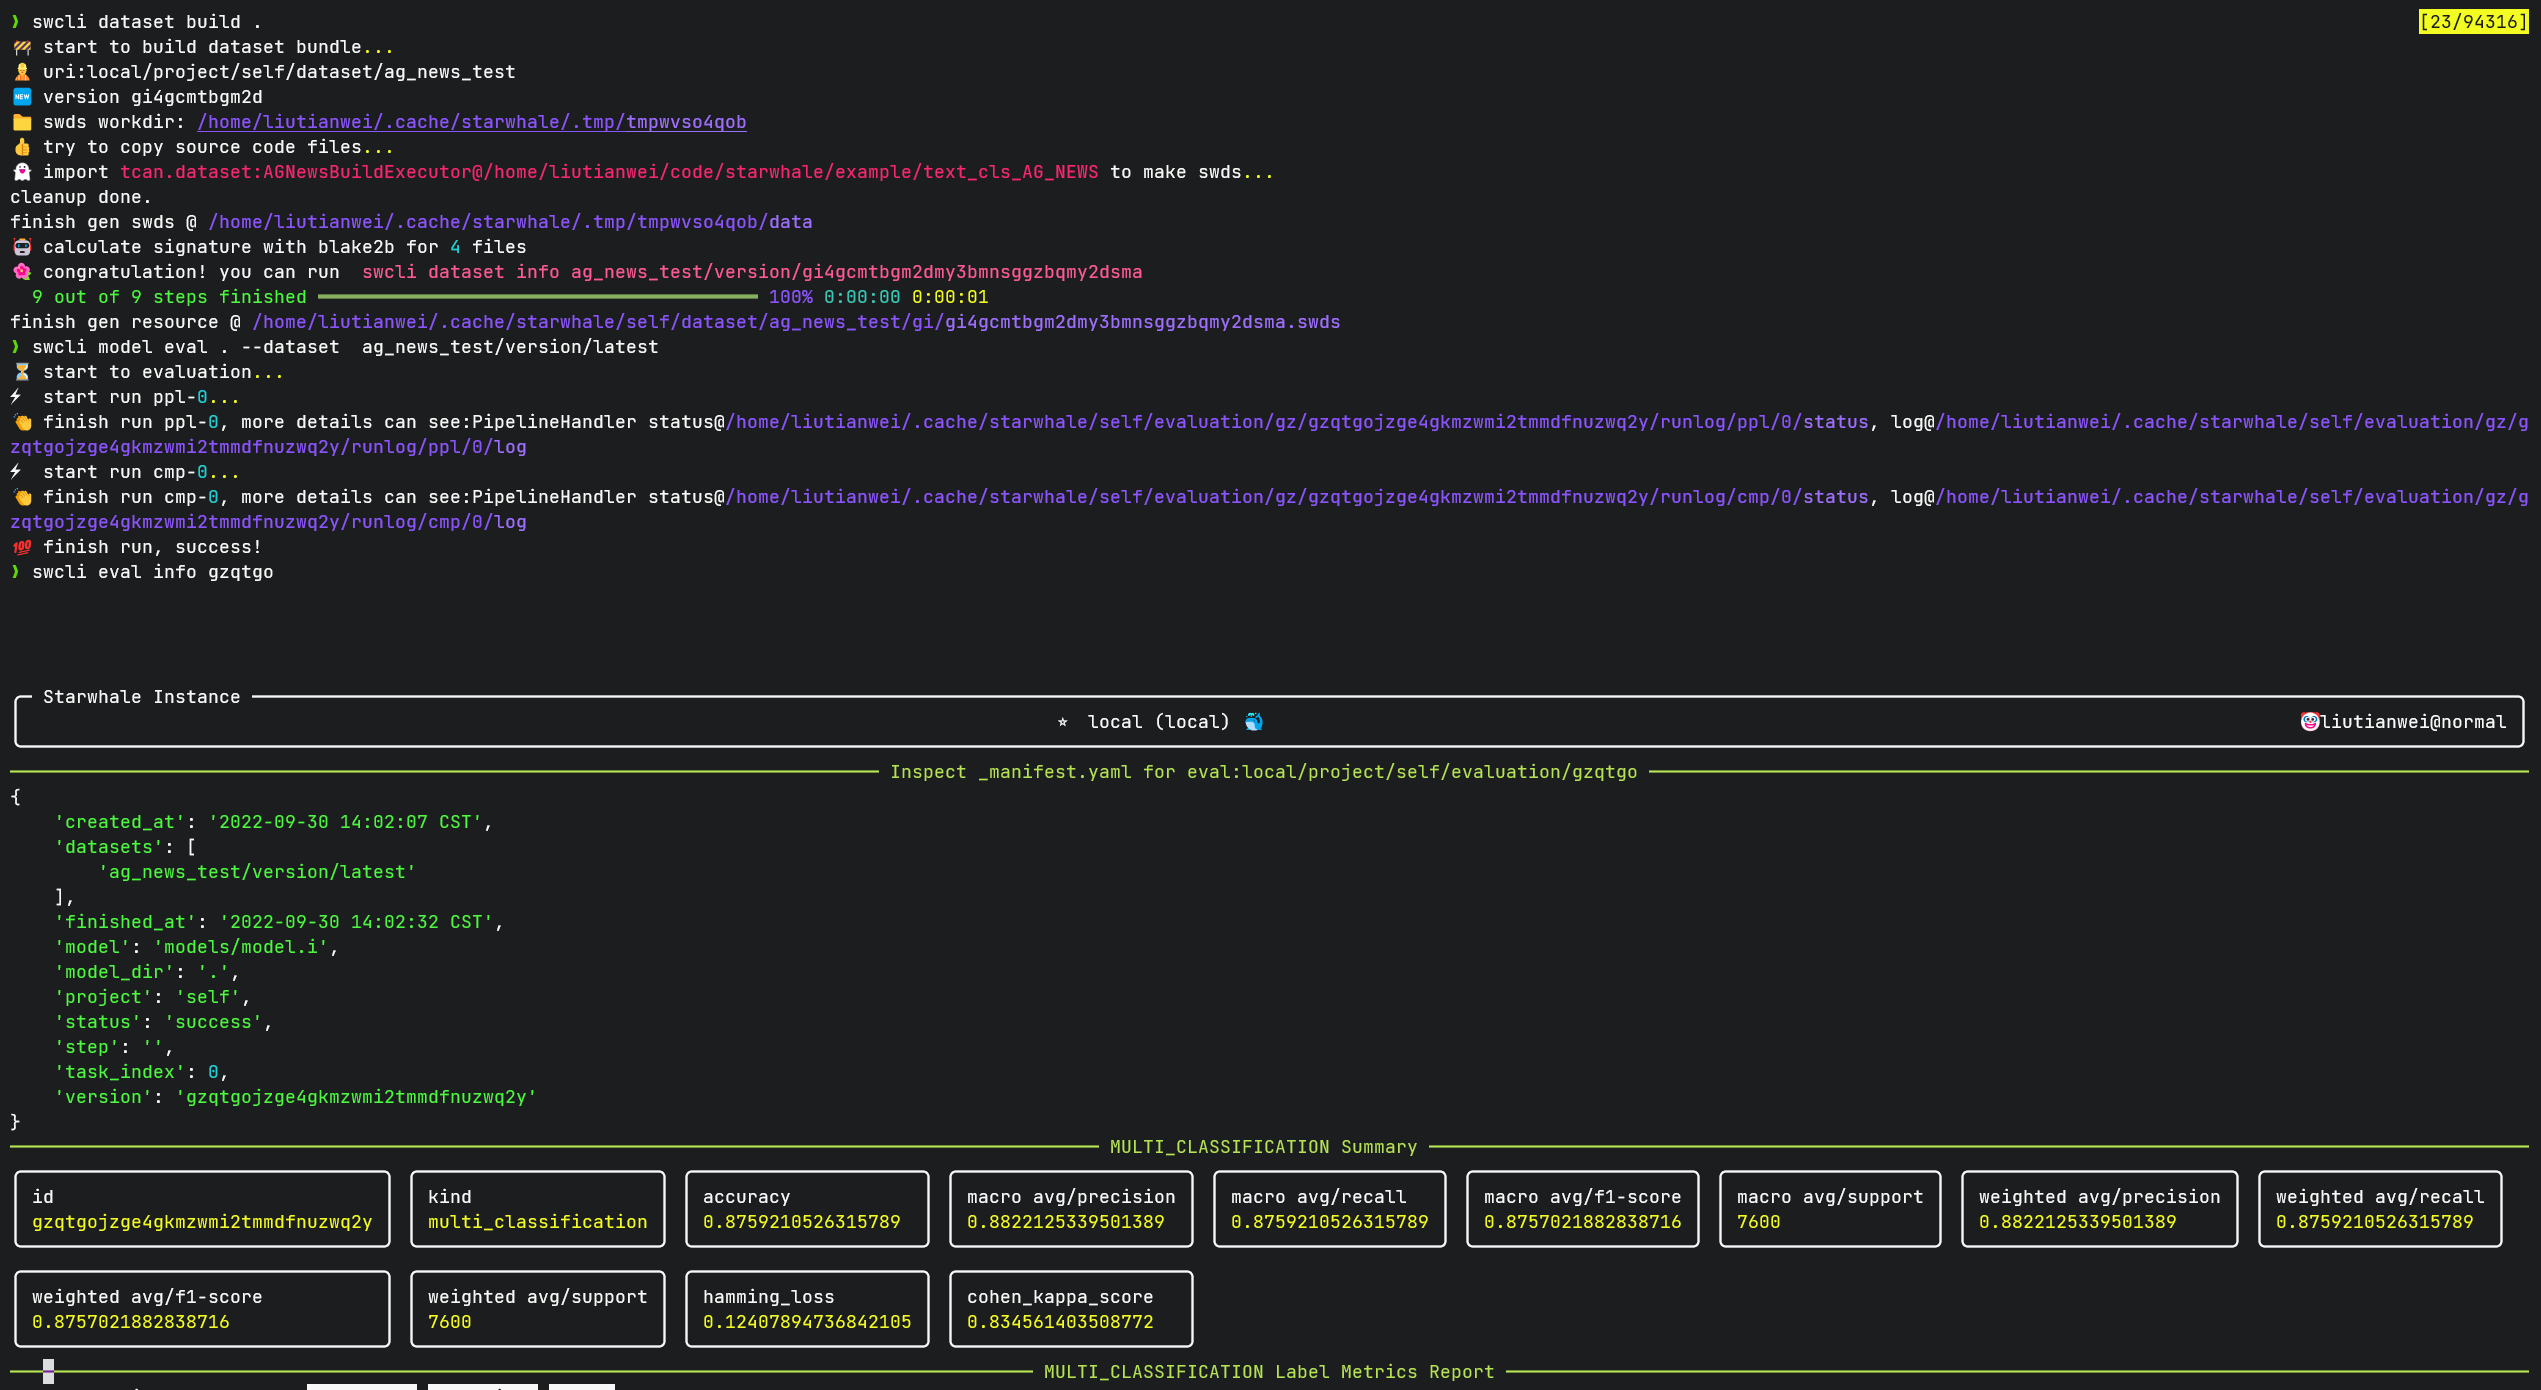 ❯ swcli dataset build . [23/94316]
🚧 start to build dataset bundle...
👷 uri:local/project/self/dataset/ag_news_test
🆕 version gi4gcmtbgm2d
📁 swds workdir: /home/liutianwei/.cache/starwhale/.tmp/tmpwvso4qob
👍 try to copy source code files...
👻 import tcan.dataset:AGNewsBuildExecutor@/home/liutianwei/code/starwhale/example/text_cls_AG_NEWS to make swds...
cleanup done.
finish gen swds @ /home/liutianwei/.cache/starwhale/.tmp/tmpwvso4qob/data
🤖 calculate signature with blake2b for 4 files
🌺 congratulation! you can run  swcli dataset info ag_news_test/version/gi4gcmtbgm2dmy3bmnsggzbqmy2dsma
9 out of 9 steps finished 100% 0:00:00 0:00:01
finish gen resource @ /home/liutianwei/.cache/starwhale/self/dataset/ag_news_test/gi/gi4gcmtbgm2dmy3bmnsggzbqmy2dsma.swds
❯ swcli model eval . --dataset  ag_news_test/version/latest
⏳ start to evaluation...
⚡ start run ppl-0...
👏 finish run ppl-0, more details can see:PipelineHandler status@/home/liutianwei/.cache/starwhale/self/evaluation/gz/gzqtgojzge4gkmzwmi2tmmdfnuzwq2y/runlog/ppl/0/status, log@/home/liutianwei/.cache/starwhale/self/evaluation/gz/g
zqtgojzge4gkmzwmi2tmmdfnuzwq2y/runlog/ppl/0/log
⚡ start run cmp-0...
👏 finish run cmp-0, more details can see:PipelineHandler status@/home/liutianwei/.cache/starwhale/self/evaluation/gz/gzqtgojzge4gkmzwmi2tmmdfnuzwq2y/runlog/cmp/0/status, log@/home/liutianwei/.cache/starwhale/self/evaluation/gz/g
zqtgojzge4gkmzwmi2tmmdfnuzwq2y/runlog/cmp/0/log
💯 finish run, success!
❯ swcli eval info gzqtgo
Starwhale Instance
⭐ local (local) 🐳 🤡liutianwei@normal
Inspect _manifest.yaml for eval:local/project/self/evaluation/gzqtgo
{
    'created_at': '2022-09-30 14:02:07 CST',
    'datasets': [
        'ag_news_test/version/latest'
    ],
    'finished_at': '2022-09-30 14:02:32 CST',
    'model': 'models/model.i',
    'model_dir': '.',
    'project': 'self',
    'status': 'success',
    'step': '',
    'task_index': 0,
    'version': 'gzqtgojzge4gkmzwmi2tmmdfnuzwq2y'
}
MULTI_CLASSIFICATION Summary
id kind accuracy macro avg/precision macro avg/recall macro avg/f1-score macro avg/support weighted avg/precision weighted avg/recall
gzqtgojzge4gkmzwmi2tmmdfnuzwq2y multi_classification 0.8759210526315789 0.8822125339501389 0.8759210526315789 0.8757021882838716 7600 0.8822125339501389 0.8759210526315789
weighted avg/f1-score weighted avg/support hamming_loss cohen_kappa_score
0.8757021882838716 7600 0.12407894736842105 0.834561403508772
MULTI_CLASSIFICATION Label Metrics Report